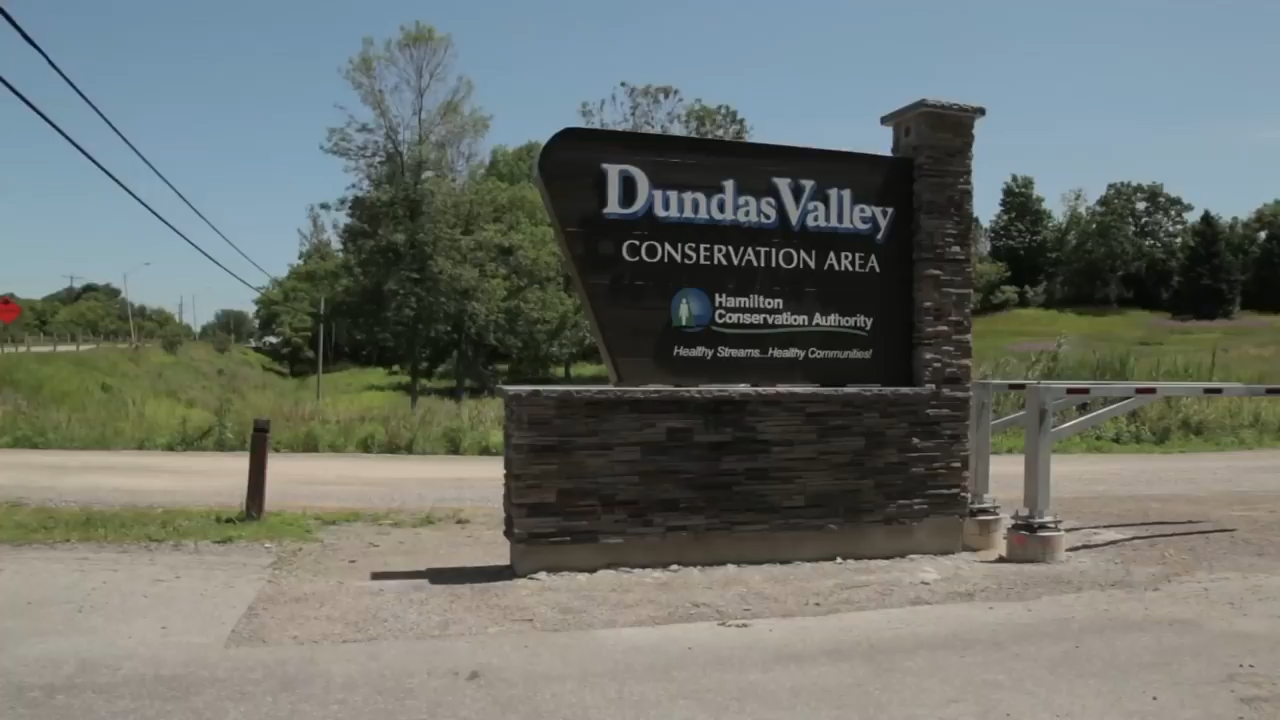 Dundas Valley
CONSERVATION AREA
Hamilton
Conservation Authority
Healthy Streams...Healthy Communities!